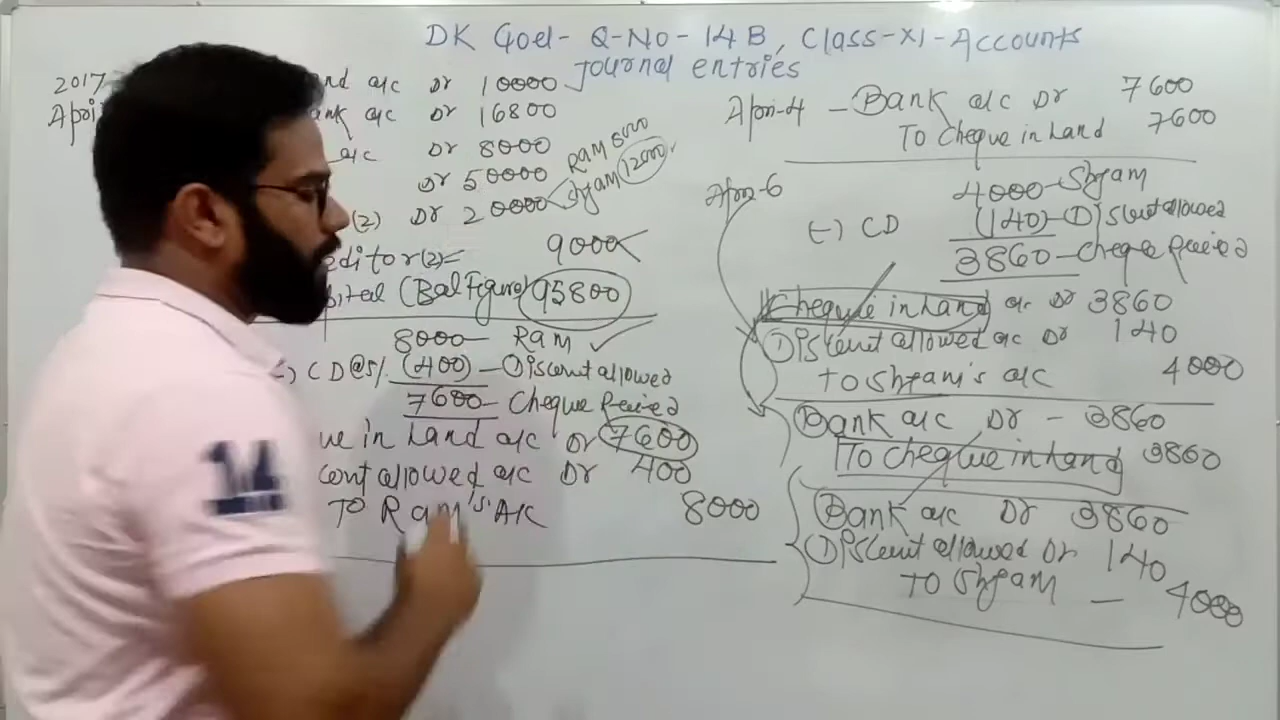 DK Goel- Q-No-14B, Class-XI-Accounts
Journal entries
2017
nd a/c Dr 10000
April
ank a/c Dr 16800
a/c Dr 8000
Dr 50000
(2) Dr 20000
Ram 8000
Shyam 12000
editor(2)= 9000
pital (Bal Figure) 95800
8000- Ram
(-) CD@5% (400) - Discount allowed
7600- Cheque Received
ue in hand a/c Dr 7600
count allowed a/c Dr 400
To Ram's A/c 8000
April-4 - Bank a/c Dr 7600
To Cheque in hand 7600
April-6
4000-Shyam
(-) CD (140)-Discount allowed
3860-Cheque Received
Cheque in hand a/c Dr 3860
Discount allowed a/c Dr 140
To Shyam's a/c 4000
Bank a/c Dr - 3860
To cheque in hand 3860
Bank a/c Dr 3860
Discount allowed Dr 140
To Shyam - 4000
14